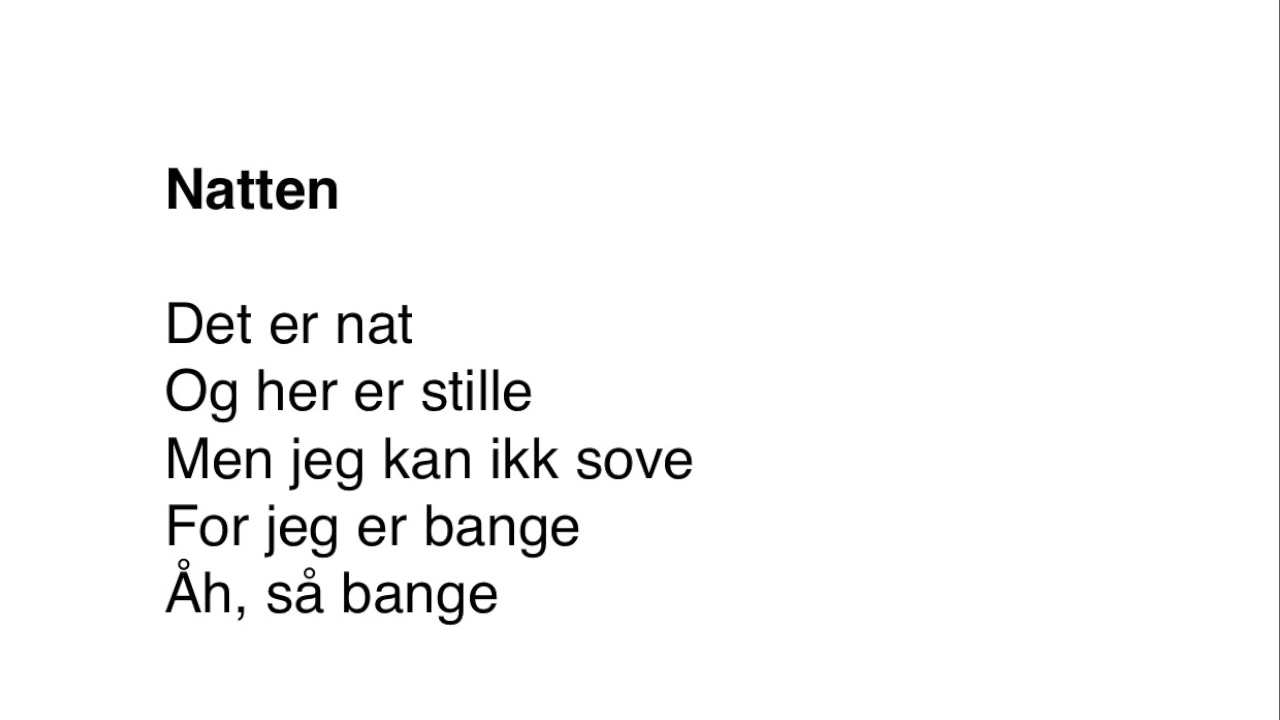 Natten
Det er nat
Og her er stille
Men jeg kan ikk sove
For jeg er bange
Åh, så bange